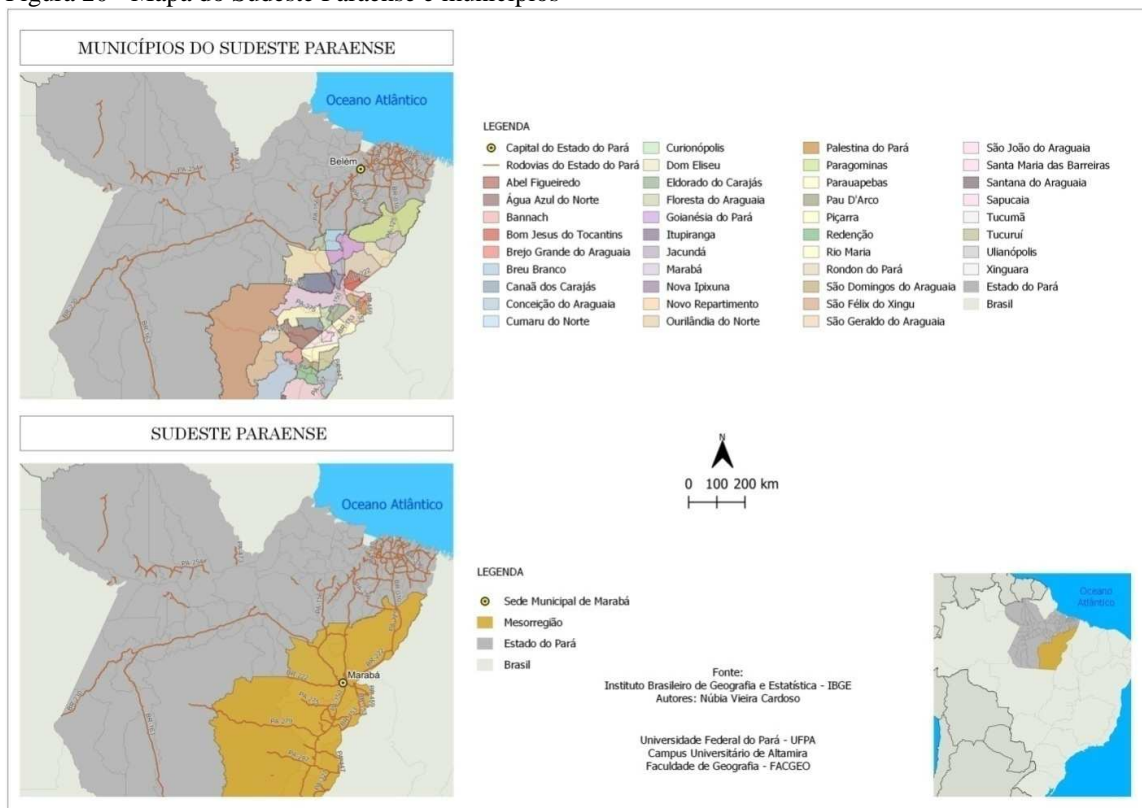 Figura 26 - Mapa do Sudeste Paraense e municípios
MUNICÍPIOS DO SUDESTE PARAENSE
Oceano Atlântico
Belém
LEGENDA
Capital do Estado do Pará
Rodovias do Estado do Pará
Abel Figueiredo
Água Azul do Norte
Bannach
Bom Jesus do Tocantins
Brejo Grande do Araguaia
Breu Branco
Canaã dos Carajás
Conceição do Araguaia
Cumaru do Norte
Curionópolis
Dom Eliseu
Eldorado do Carajás
Floresta do Araguaia
Goianésia do Pará
Itupiranga
Jacundá
Marabá
Nova Ipixuna
Novo Repartimento
Ourilândia do Norte
Palestina do Pará
Paragominas
Parauapebas
Pau D'Arco
Piçarra
Redenção
Rio Maria
Rondon do Pará
São Domingos do Araguaia
São Félix do Xingu
São Geraldo do Araguaia
São João do Araguaia
Santa Maria das Barreiras
Santana do Araguaia
Sapucaia
Tucumã
Tucuruí
Ulianópolis
Xinguara
Estado do Pará
Brasil
SUDESTE PARAENSE
Oceano Atlântico
PA-254
Marabá
PA-279
N
0 100 200 km
LEGENDA
Sede Municipal de Marabá
Mesorregião
Estado do Pará
Brasil
Fonte:
Instituto Brasileiro de Geografia e Estatística - IBGE
Autores: Núbia Vieira Cardoso
Universidade Federal do Pará - UFPA
Campus Universitário de Altamira
Faculdade de Geografia - FACGEO
Oceano
Atlântico